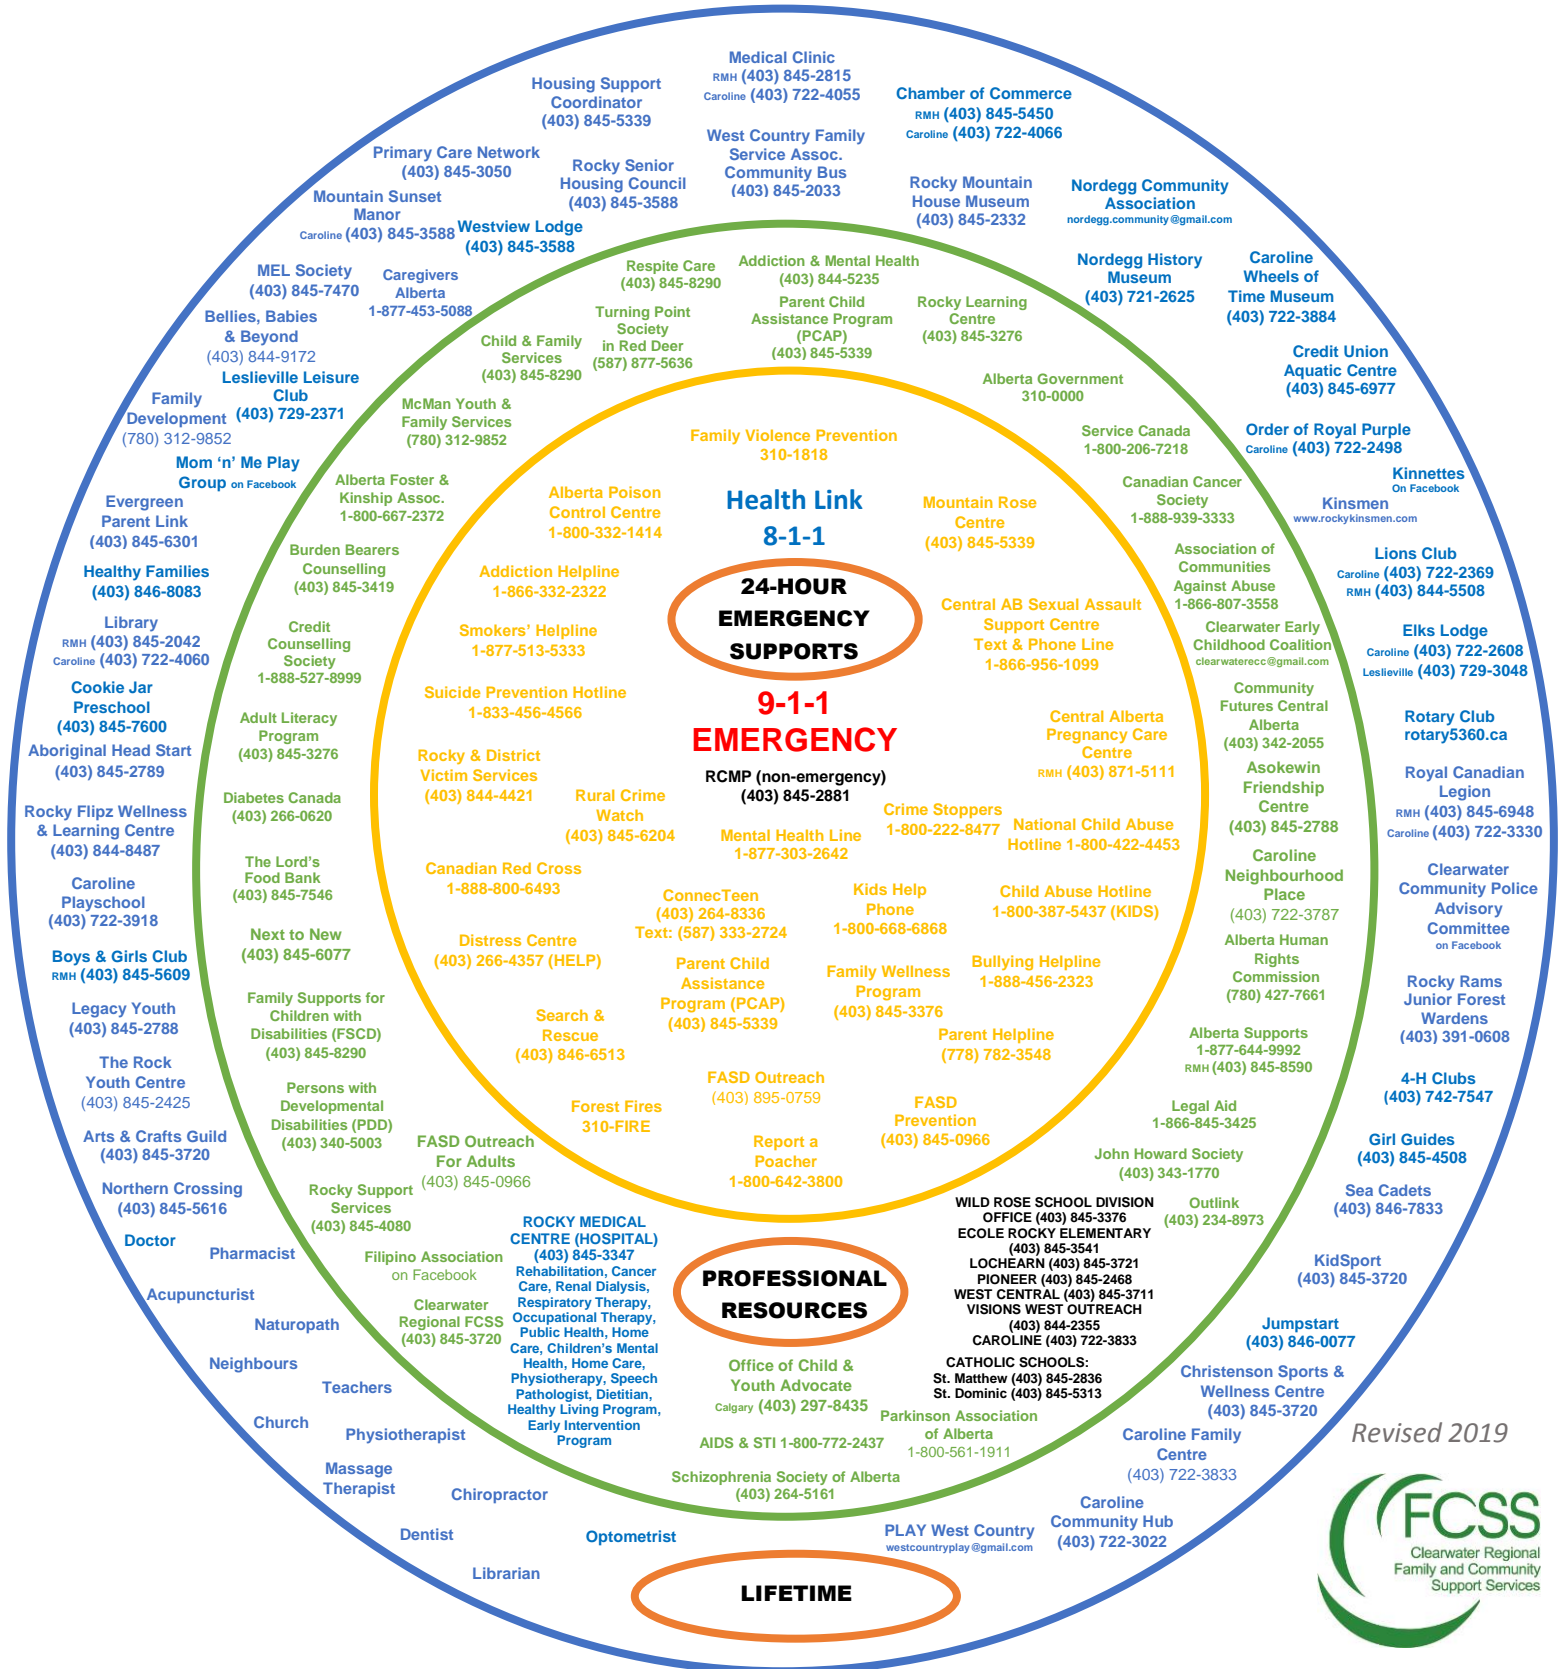 Medical Clinic
RMH (403) 845-2815
Caroline (403) 722-4055
Housing Support
Coordinator
(403) 845-5339
Chamber of Commerce
RMH (403) 845-5450
Caroline (403) 722-4066
West Country Family
Service Assoc.
Community Bus
(403) 845-2033
Primary Care Network
(403) 845-3050
Rocky Senior
Housing Council
(403) 845-3588
Rocky Mountain
House Museum
(403) 845-2332
Nordegg Community
Association
nordegg.community@gmail.com
Mountain Sunset
Manor
Caroline (403) 845-3588
Westview Lodge
(403) 845-3588
Nordegg History
Museum
(403) 721-2625
Caroline
Wheels of
Time Museum
(403) 722-3884
MEL Society
(403) 845-7470
Caregivers
Alberta
1-877-453-5088
Bellies, Babies
& Beyond
(403) 844-9172
Credit Union
Aquatic Centre
(403) 845-6977
Leslieville Leisure
Club
(403) 729-2371
Family
Development
(780) 312-9852
Order of Royal Purple
Caroline (403) 722-2498
Mom ‘n’ Me Play
Group on Facebook
Kinnettes
On Facebook
Kinsmen
www.rockykinsmen.com
Evergreen
Parent Link
(403) 845-6301
Lions Club
Caroline (403) 722-2369
RMH (403) 844-5508
Healthy Families
(403) 846-8083
Library
RMH (403) 845-2042
Caroline (403) 722-4060
Elks Lodge
Caroline (403) 722-2608
Leslieville (403) 729-3048
Cookie Jar
Preschool
(403) 845-7600
Rotary Club
rotary5360.ca
Aboriginal Head Start
(403) 845-2789
Royal Canadian
Legion
RMH (403) 845-6948
Caroline (403) 722-3330
Rocky Flipz Wellness
& Learning Centre
(403) 844-8487
Clearwater
Community Police
Advisory
Committee
on Facebook
Caroline
Playschool
(403) 722-3918
Boys & Girls Club
RMH (403) 845-5609
Rocky Rams
Junior Forest
Wardens
(403) 391-0608
Legacy Youth
(403) 845-2788
The Rock
Youth Centre
(403) 845-2425
4-H Clubs
(403) 742-7547
Arts & Crafts Guild
(403) 845-3720
Girl Guides
(403) 845-4508
Northern Crossing
(403) 845-5616
Sea Cadets
(403) 846-7833
Doctor
Pharmacist
KidSport
(403) 845-3720
Acupuncturist
Naturopath
Jumpstart
(403) 846-0077
Neighbours
Teachers
Christenson Sports &
Wellness Centre
(403) 845-3720
Church
Physiotherapist
Caroline Family
Centre
(403) 722-3833
Massage
Therapist
Chiropractor
Caroline
Community Hub
(403) 722-3022
Dentist
Optometrist
PLAY West Country
westcountryplay@gmail.com
Librarian
LIFETIME
Respite Care
(403) 845-8290
Addiction & Mental Health
(403) 844-5235
Turning Point
Society
in Red Deer
(587) 877-5636
Parent Child
Assistance Program
(PCAP)
(403) 845-5339
Rocky Learning
Centre
(403) 845-3276
Child & Family
Services
(403) 845-8290
Alberta Government
310-0000
McMan Youth &
Family Services
(780) 312-9852
Service Canada
1-800-206-7218
Alberta Foster &
Kinship Assoc.
1-800-667-2372
Canadian Cancer
Society
1-888-939-3333
Burden Bearers
Counselling
(403) 845-3419
Association of
Communities
Against Abuse
1-866-807-3558
Credit
Counselling
Society
1-888-527-8999
Clearwater Early
Childhood Coalition
clearwaterecc@gmail.com
Adult Literacy
Program
(403) 845-3276
Community
Futures Central
Alberta
(403) 342-2055
Diabetes Canada
(403) 266-0620
Asokewin
Friendship
Centre
(403) 845-2788
The Lord’s
Food Bank
(403) 845-7546
Caroline
Neighbourhood
Place
(403) 722-3787
Next to New
(403) 845-6077
Alberta Human
Rights
Commission
(780) 427-7661
Family Supports for
Children with
Disabilities (FSCD)
(403) 845-8290
Alberta Supports
1-877-644-9992
RMH (403) 845-8590
Persons with
Developmental
Disabilities (PDD)
(403) 340-5003
Legal Aid
1-866-845-3425
FASD Outreach
For Adults
(403) 845-0966
John Howard Society
(403) 343-1770
Rocky Support
Services
(403) 845-4080
Outlink
(403) 234-8973
Filipino Association
on Facebook
Clearwater
Regional FCSS
(403) 845-3720
ROCKY MEDICAL
CENTRE (HOSPITAL)
(403) 845-3347
Rehabilitation, Cancer
Care, Renal Dialysis,
Respiratory Therapy,
Occupational Therapy,
Public Health, Home
Care, Children’s Mental
Health, Home Care,
Physiotherapy, Speech
Pathologist, Dietitian,
Healthy Living Program,
Early Intervention
Program
PROFESSIONAL
RESOURCES
WILD ROSE SCHOOL DIVISION
OFFICE (403) 845-3376
ECOLE ROCKY ELEMENTARY
(403) 845-3541
LOCHEARN (403) 845-3721
PIONEER (403) 845-2468
WEST CENTRAL (403) 845-3711
VISIONS WEST OUTREACH
(403) 844-2355
CAROLINE (403) 722-3833
CATHOLIC SCHOOLS:
St. Matthew (403) 845-2836
St. Dominic (403) 845-5313
Office of Child &
Youth Advocate
Calgary (403) 297-8435
Parkinson Association
of Alberta
1-800-561-1911
AIDS & STI 1-800-772-2437
Schizophrenia Society of Alberta
(403) 264-5161
Family Violence Prevention
310-1818
Alberta Poison
Control Centre
1-800-332-1414
Health Link
8-1-1
Mountain Rose
Centre
(403) 845-5339
Addiction Helpline
1-866-332-2322
24-HOUR
EMERGENCY
SUPPORTS
Central AB Sexual Assault
Support Centre
Text & Phone Line
1-866-956-1099
Smokers’ Helpline
1-877-513-5333
Suicide Prevention Hotline
1-833-456-4566
9-1-1
EMERGENCY
Central Alberta
Pregnancy Care
Centre
RMH (403) 871-5111
Rocky & District
Victim Services
(403) 844-4421
RCMP (non-emergency)
(403) 845-2881
Rural Crime
Watch
(403) 845-6204
Crime Stoppers
1-800-222-8477
Mental Health Line
1-877-303-2642
National Child Abuse
Hotline 1-800-422-4453
Canadian Red Cross
1-888-800-6493
ConnecTeen
(403) 264-8336
Text: (587) 333-2724
Kids Help
Phone
1-800-668-6868
Child Abuse Hotline
1-800-387-5437 (KIDS)
Distress Centre
(403) 266-4357 (HELP)
Parent Child
Assistance
Program (PCAP)
(403) 845-5339
Family Wellness
Program
(403) 845-3376
Bullying Helpline
1-888-456-2323
Search &
Rescue
(403) 846-6513
Parent Helpline
(778) 782-3548
FASD Outreach
(403) 895-0759
Forest Fires
310-FIRE
FASD
Prevention
(403) 845-0966
Report a
Poacher
1-800-642-3800
Revised 2019
FCSS
Clearwater Regional
Family and Community
Support Services